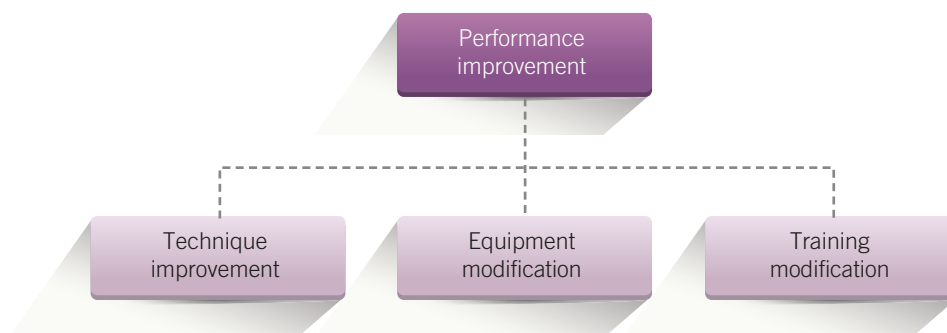 Performance
improvement
Technique
improvement
Equipment
modification
Training
modification